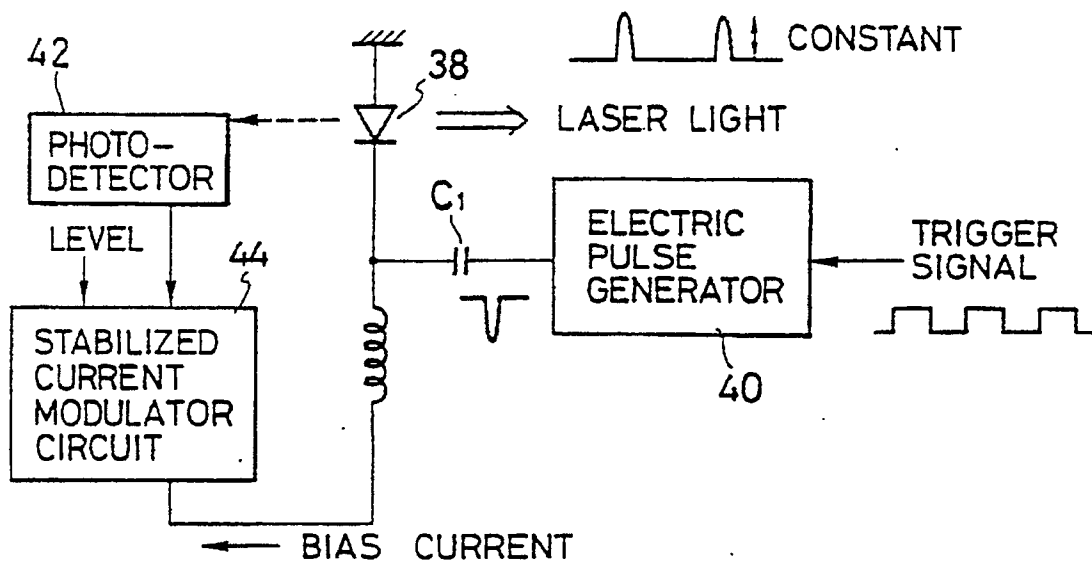 42
38
CONSTANT
LASER LIGHT
PHOTO-
DETECTOR
LEVEL
44
C1
ELECTRIC
PULSE
GENERATOR
TRIGGER
SIGNAL
STABILIZED
CURRENT
MODULATOR
CIRCUIT
40
BIAS CURRENT